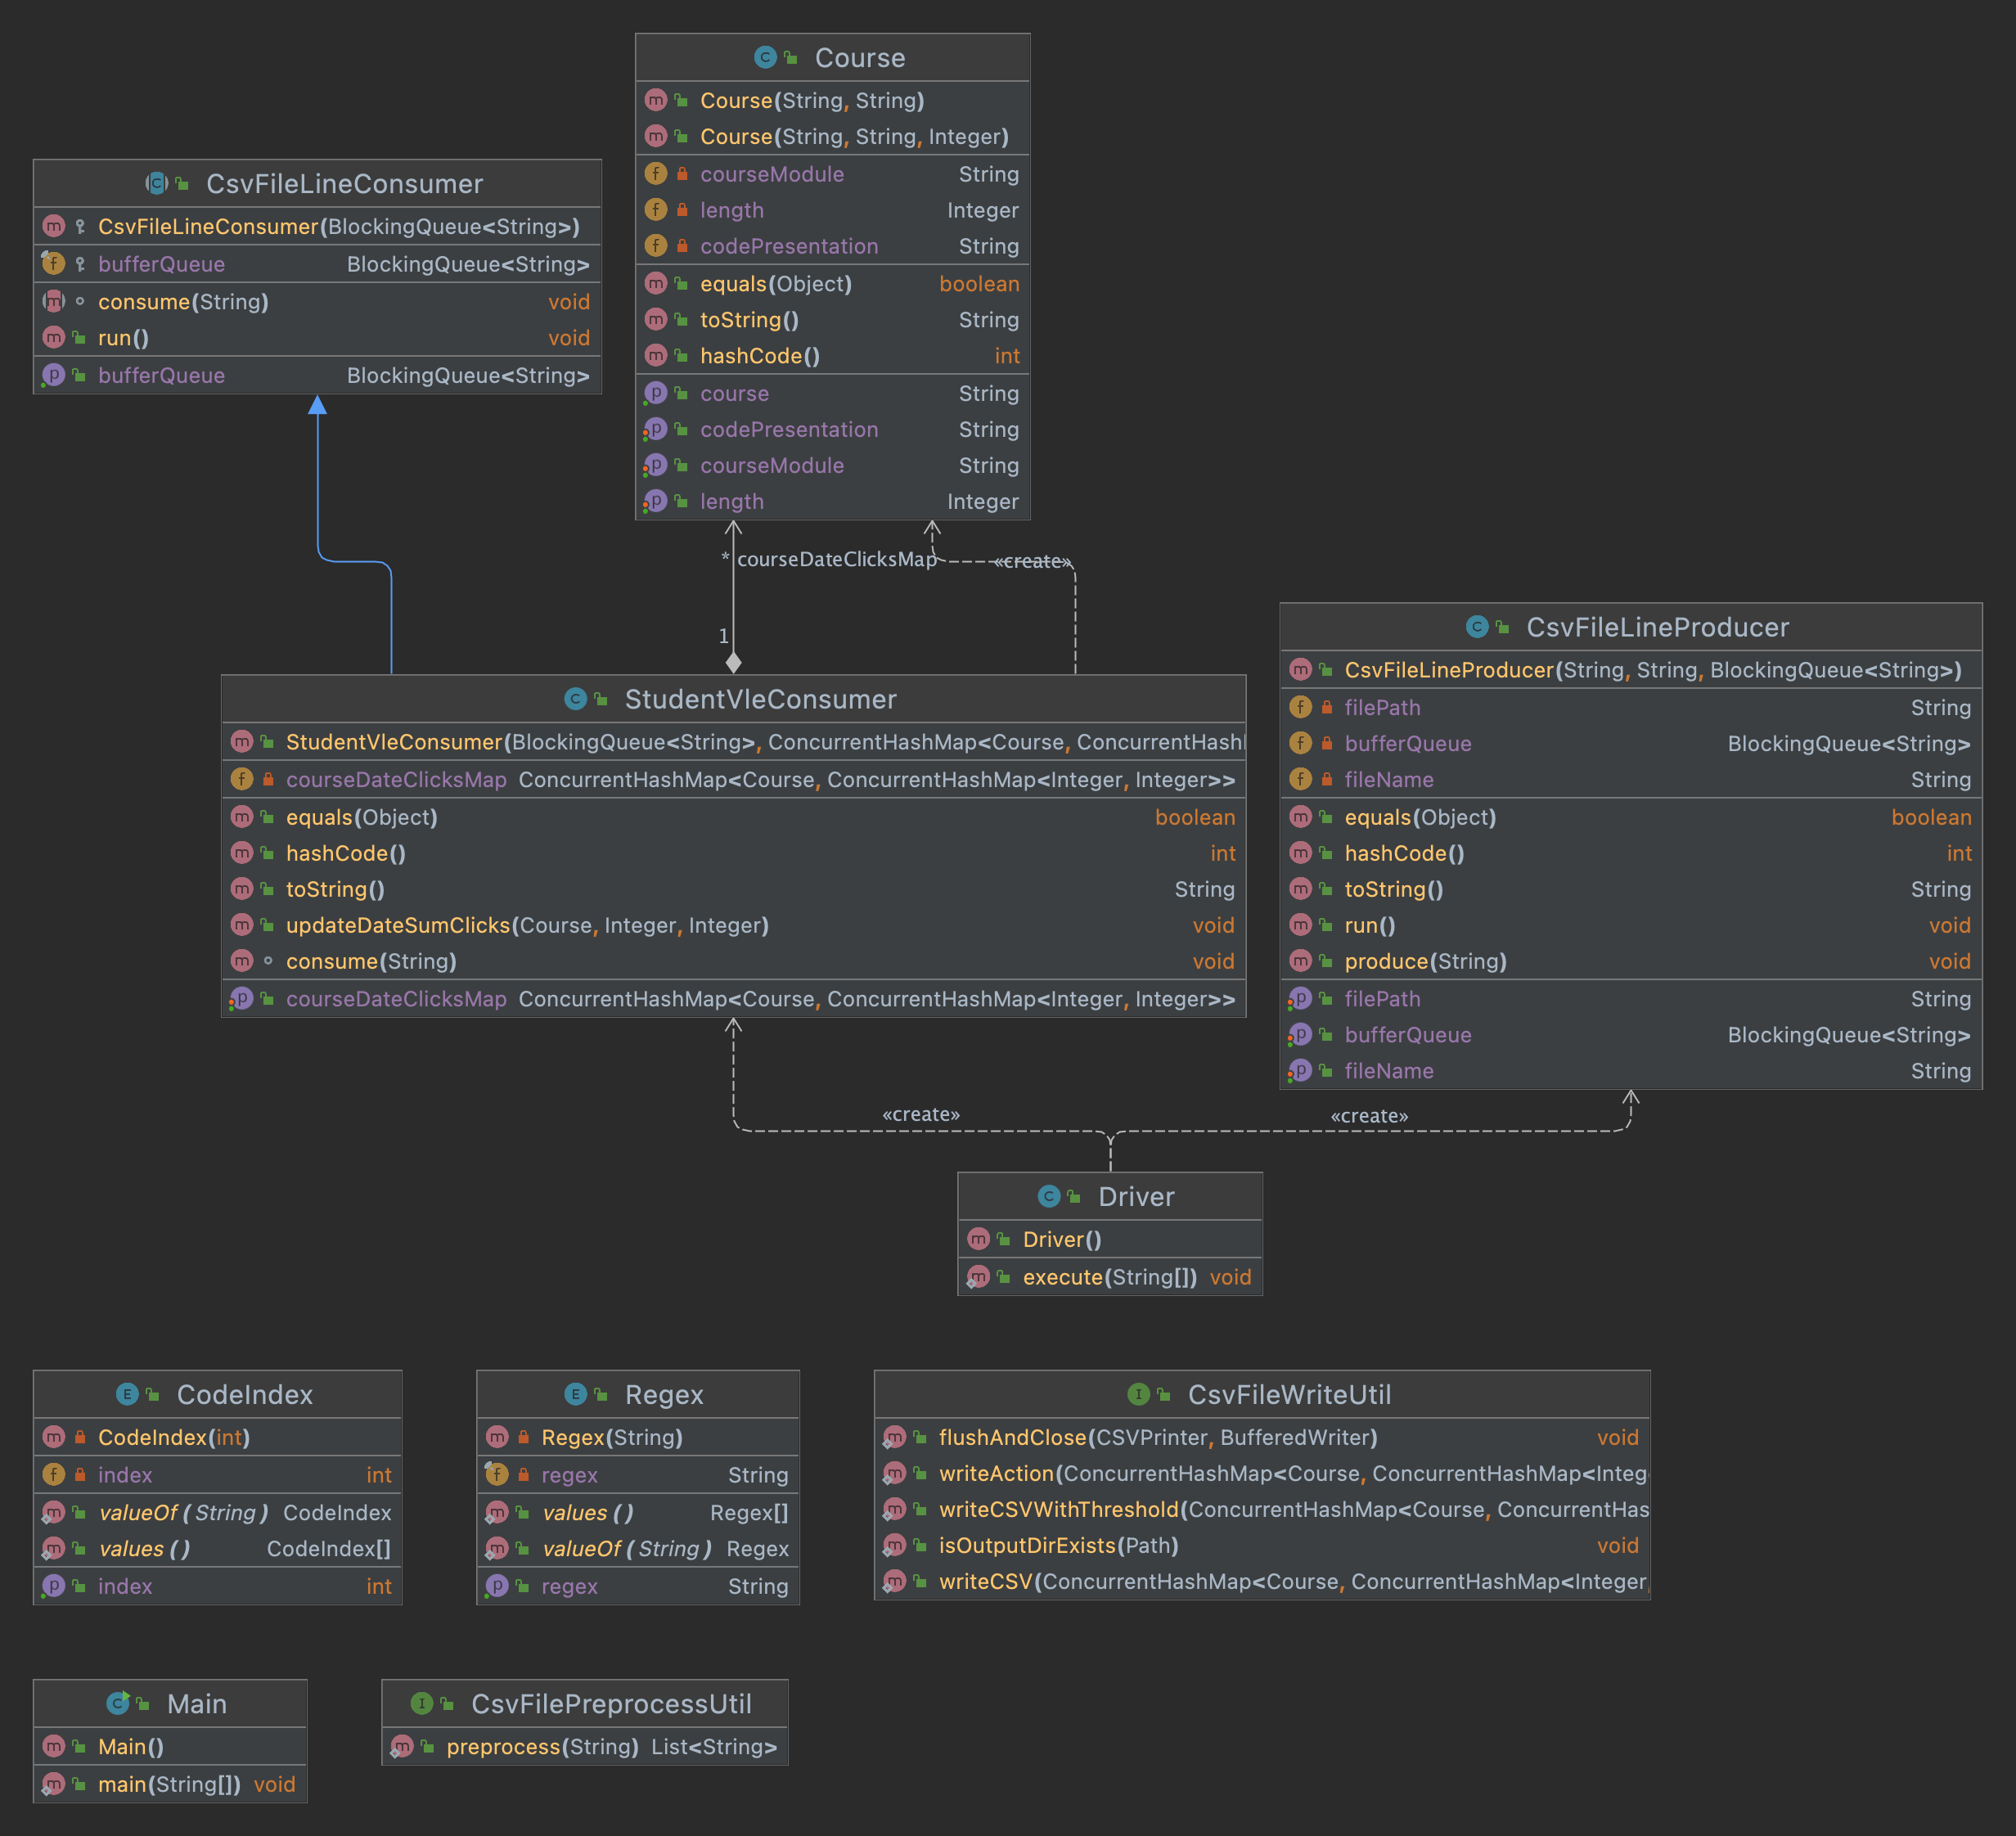 Course
Course(String, String)
Course(String, String, Integer)
courseModule String
length Integer
codePresentation String
equals(Object) boolean
toString() String
hashCode() int
course String
codePresentation String
courseModule String
length Integer
CsvFileLineConsumer
CsvFileLineConsumer(BlockingQueue<String>)
bufferQueue BlockingQueue<String>
consume(String) void
run() void
bufferQueue BlockingQueue<String>
* courseDateClicksMap
«create»
1
StudentVleConsumer
StudentVleConsumer(BlockingQueue<String>, ConcurrentHashMap<Course, ConcurrentHashI
courseDateClicksMap ConcurrentHashMap<Course, ConcurrentHashMap<Integer, Integer>>
equals(Object) boolean
hashCode() int
toString() String
updateDateSumClicks(Course, Integer, Integer) void
consume(String) void
courseDateClicksMap ConcurrentHashMap<Course, ConcurrentHashMap<Integer, Integer>>
CsvFileLineProducer
CsvFileLineProducer(String, String, BlockingQueue<String>)
filePath String
bufferQueue BlockingQueue<String>
fileName String
equals(Object) boolean
hashCode() int
toString() String
run() void
produce(String) void
filePath String
bufferQueue BlockingQueue<String>
fileName String
«create»
«create»
Driver
Driver()
execute(String[]) void
CodeIndex
CodeIndex(int)
index int
valueOf(String) CodeIndex
values() CodeIndex[]
index int
Regex
Regex(String)
regex String
values() Regex[]
valueOf(String) Regex
regex String
CsvFileWriteUtil
flushAndClose(CSVPrinter, BufferedWriter) void
writeAction(ConcurrentHashMap<Course, ConcurrentHashMap<Integ
writeCSVWithThreshold(ConcurrentHashMap<Course, ConcurrentHas
isOutputDirExists(Path) void
writeCSV(ConcurrentHashMap<Course, ConcurrentHashMap<Integer,
Main
Main()
main(String[]) void
CsvFilePreprocessUtil
preprocess(String) List<String>